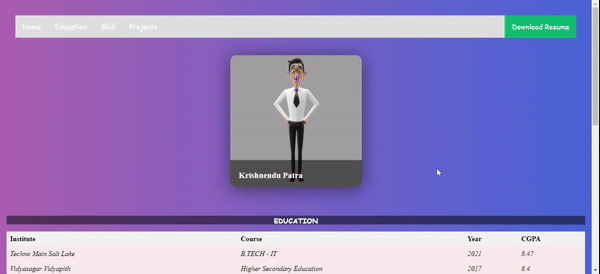 Home Education Skill Projects Download Resume
Krishnendu Patra
EDUCATION
Institute Course Year CGPA
Techno Main Salt Lake B.TECH - IT 2021 8.47
Vidyasagar Vidyapith Higher Secondary Education 2017 8.4